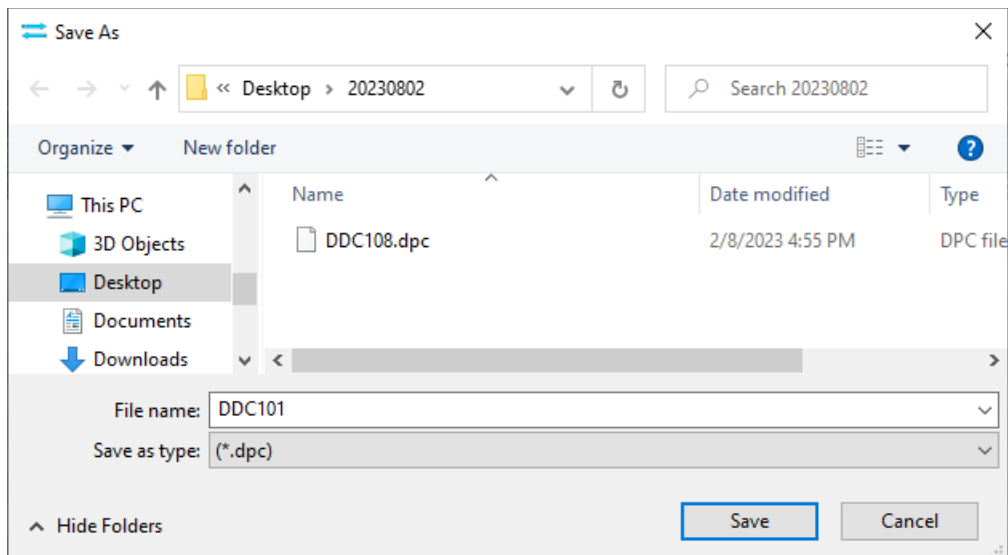 Save As
« Desktop › 20230802
Search 20230802
Organize
New folder
This PC
3D Objects
Desktop
Documents
Downloads
Name
Date modified
Type
DDC108.dpc
2/8/2023 4:55 PM
DPC file
File name: DDC101
Save as type: (*.dpc)
Hide Folders
Save
Cancel